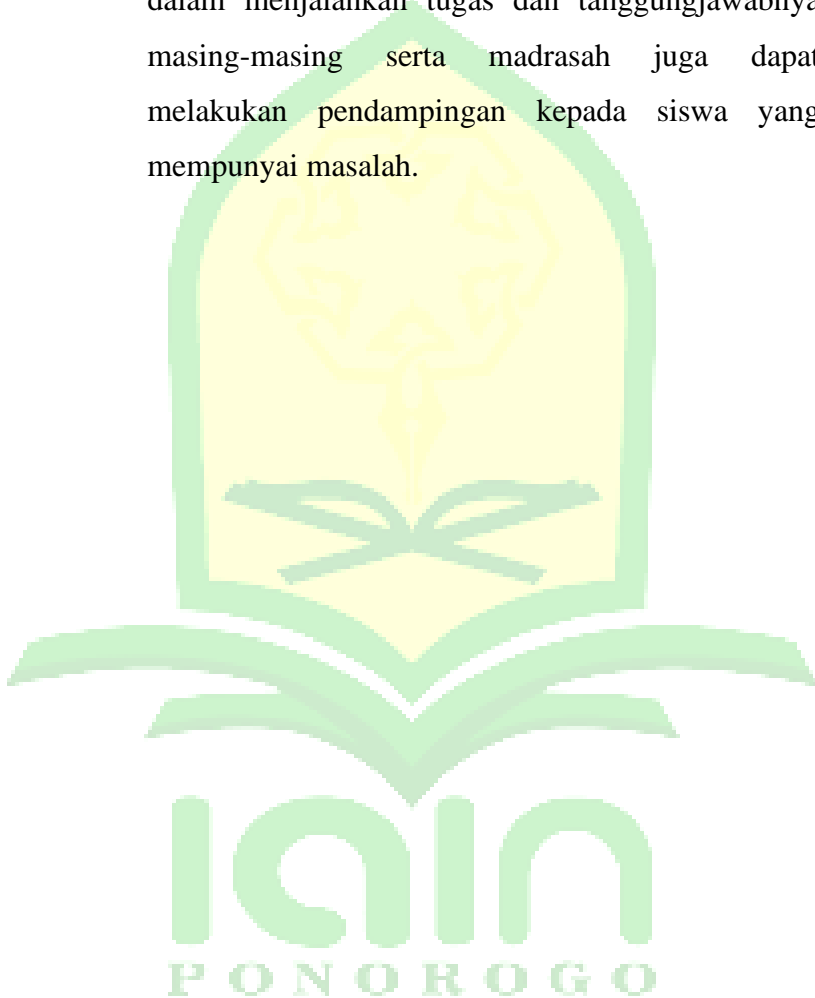 dalam menjalankan tugas dan tanggungjawabnya
masing-masing serta madrasah juga dapat
melakukan pendampingan kepada siswa yang
mempunyai masalah.
iain
PONOROGO